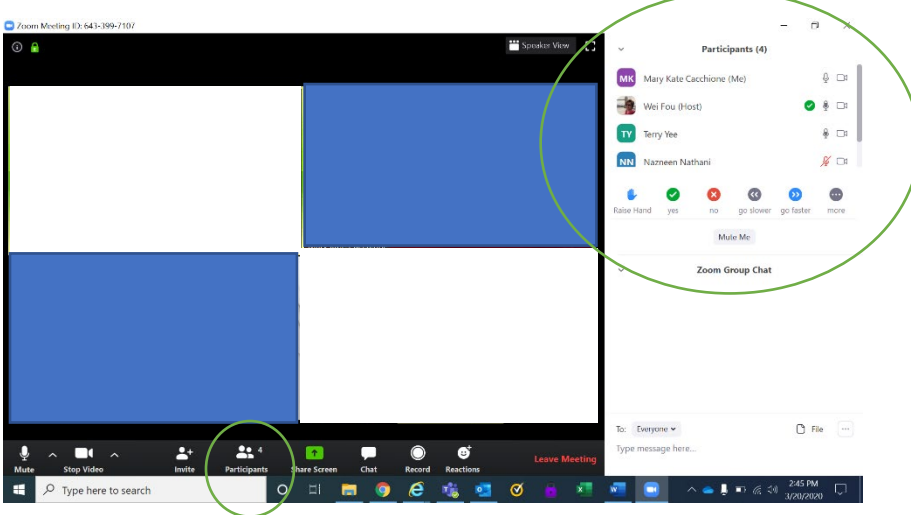 Zoom Meeting ID: 643-399-7107
Speaker View
Participants (4)
MK Mary Kate Cacchione (Me)
Wei Fou (Host)
TY Terry Yee
NN Nazneen Nathani
Raise Hand yes no go slower go faster more
Mute Me
Zoom Group Chat
To: Everyone File
Type message here...
4
Mute Stop Video Invite Participants Share Screen Chat Record Reactions Leave Meeting
Type here to search
2:45 PM
3/20/2020